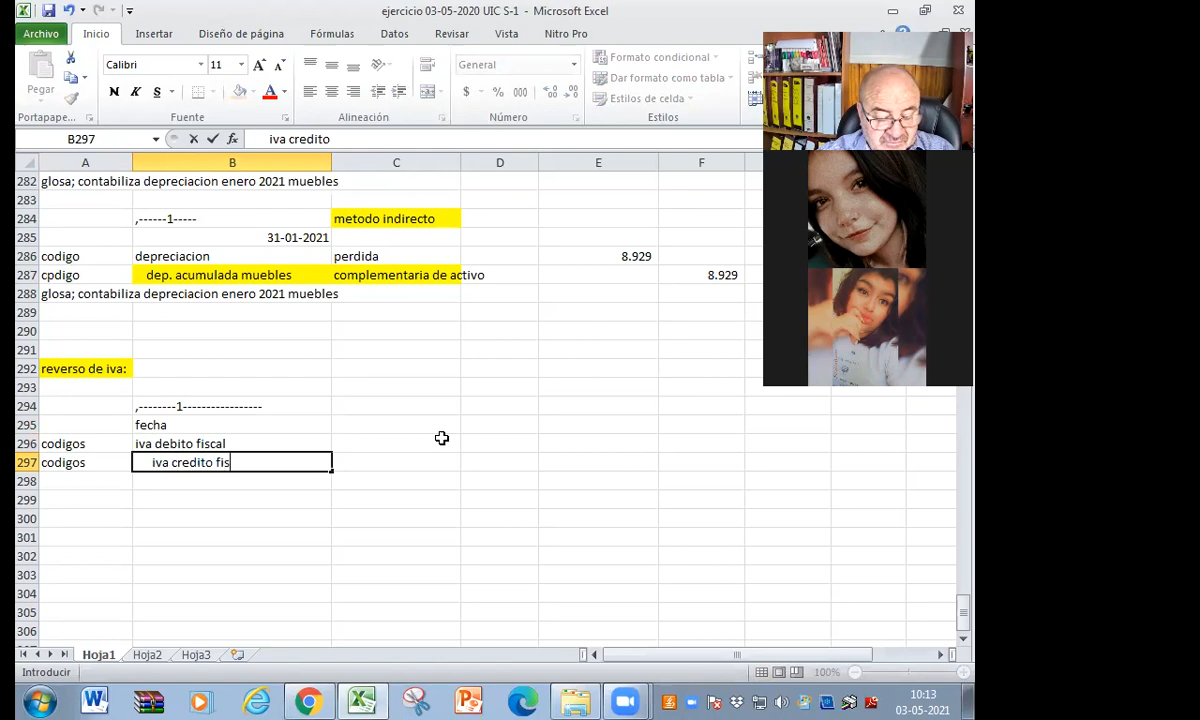 ejercicio 03-05-2020 UIC S-1 - Microsoft Excel
Archivo Inicio Insertar Diseño de página Fórmulas Datos Revisar Vista Nitro Pro
Calibri 11 General Formato condicional
Pegar Dar formato como tabla
N K S $ % 000 Estilos de celda
Portapape... Fuente Alineación Número Estilos
B297 iva credito
A B C D E F
282 glosa; contabiliza depreciacion enero 2021 muebles
283
284 ,------1----- metodo indirecto
285 31-01-2021
286 codigo depreciacion perdida 8.929
287 cpdigo dep. acumulada muebles complementaria de activo 8.929
288 glosa; contabiliza depreciacion enero 2021 muebles
289
290
291
292 reverso de iva:
293
294 ,--------1-----------------
295 fecha
296 codigos iva debito fiscal
297 codigos iva credito fis
298
299
300
301
302
303
304
305
306
Hoja1 Hoja2 Hoja3
Introducir 100%
10:13
03-05-2021